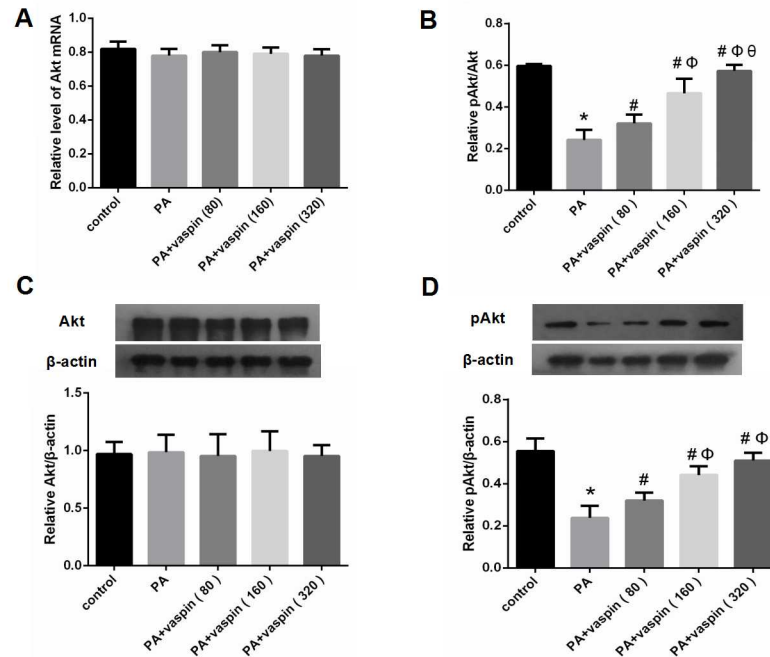 A
Relative level of Akt mRNA
1.0
0.8
0.6
0.4
0.2
0.0
control
PA
PA+vaspin (80)
PA+vaspin (160)
PA+vaspin (320)
B
Relative pAkt/Akt
0.8
0.6
0.4
0.2
0.0
*
#
# Φ
# Φ θ
control
PA
PA+vaspin ( 80 )
PA+vaspin ( 160 )
PA+vaspin ( 320 )
C
Akt
β-actin
Relative Akt/β-actin
1.5
1.0
0.5
0.0
control
PA
PA+vaspin ( 80 )
PA+vaspin ( 160 )
PA+vaspin ( 320 )
D
pAkt
β-actin
Relative pAkt/β-actin
0.8
0.6
0.4
0.2
0.0
*
#
# Φ
# Φ
control
PA
PA+vaspin ( 80 )
PA+vaspin ( 160 )
PA+vaspin ( 320 )